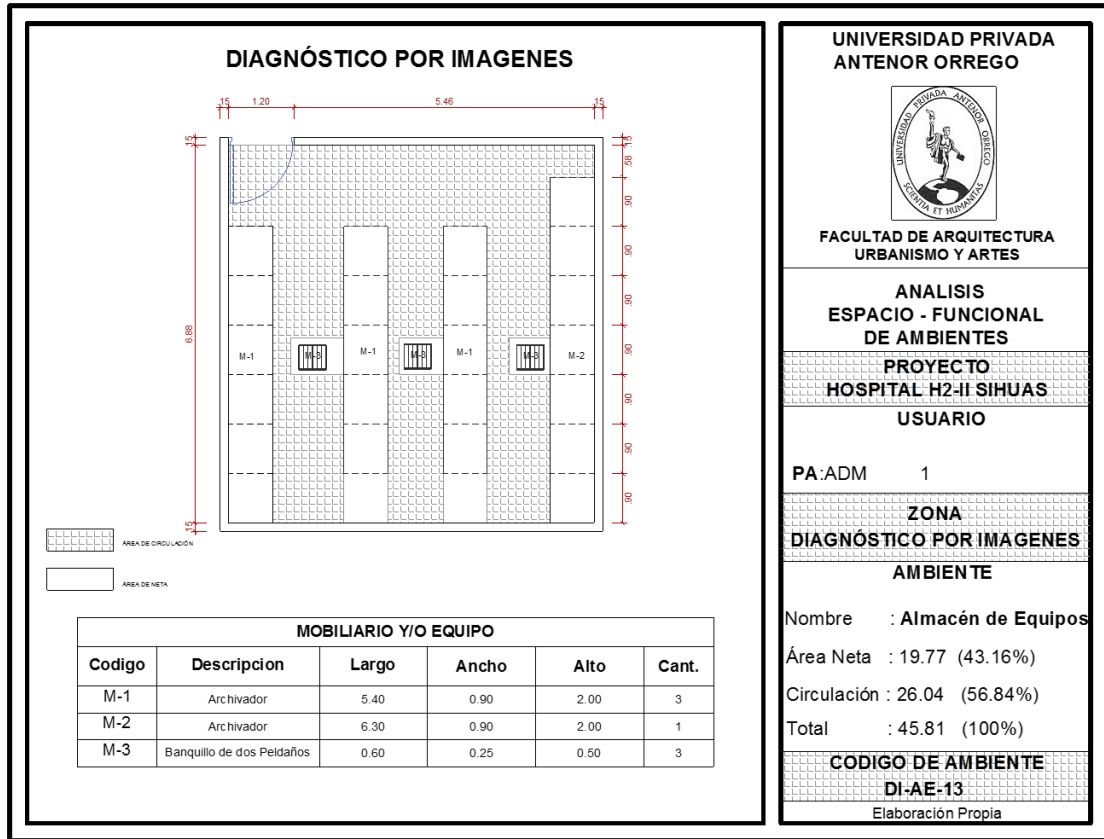 DIAGNÓSTICO POR IMAGENES
.15 1.20 5.46 .15
.15
6.88
.15
.15
.58
.90
.90
.90
.90
.90
.90
.90
M-1
M-3
M-1
M-3
M-1
M-3
M-2
ÁREA DE CIRCULACIÓN
ÁREA DE NETA
MOBILIARIO Y/O EQUIPO
Codigo Descripcion Largo Ancho Alto Cant.
M-1 Archivador 5.40 0.90 2.00 3
M-2 Archivador 6.30 0.90 2.00 1
M-3 Banquillo de dos Peldaños 0.60 0.25 0.50 3
UNIVERSIDAD PRIVADA
ANTENOR ORREGO
UNIVERSIDAD PRIVADA ANTENOR ORREGO
SCIENTIA ET HUMANITAS
FACULTAD DE ARQUITECTURA
URBANISMO Y ARTES
ANALISIS
ESPACIO - FUNCIONAL
DE AMBIENTES
PROYECTO
HOSPITAL H2-II SIHUAS
USUARIO
PA:ADM 1
ZONA
DIAGNÓSTICO POR IMAGENES
AMBIENTE
Nombre : Almacén de Equipos
Área Neta : 19.77 (43.16%)
Circulación : 26.04 (56.84%)
Total : 45.81 (100%)
CODIGO DE AMBIENTE
DI-AE-13
Elaboración Propia